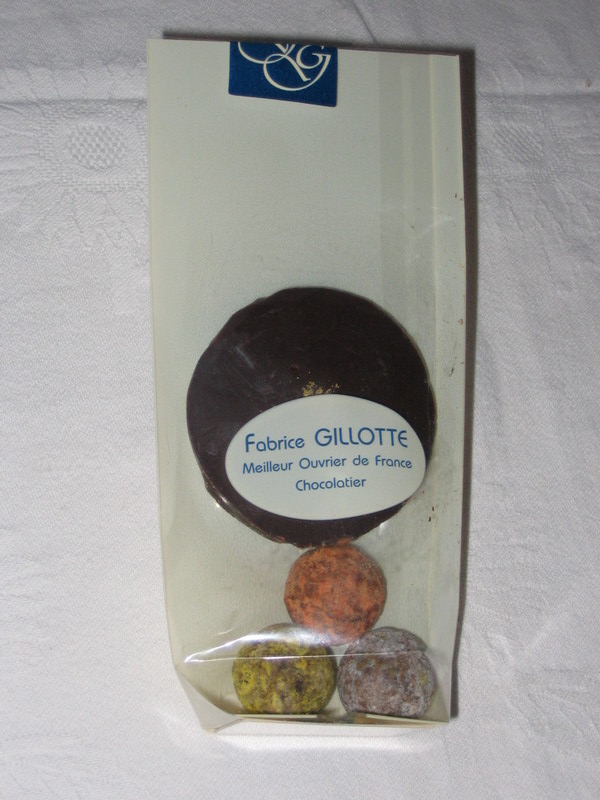 Fabrice GILLOTTE
Meilleur Ouvrier de France
Chocolatier